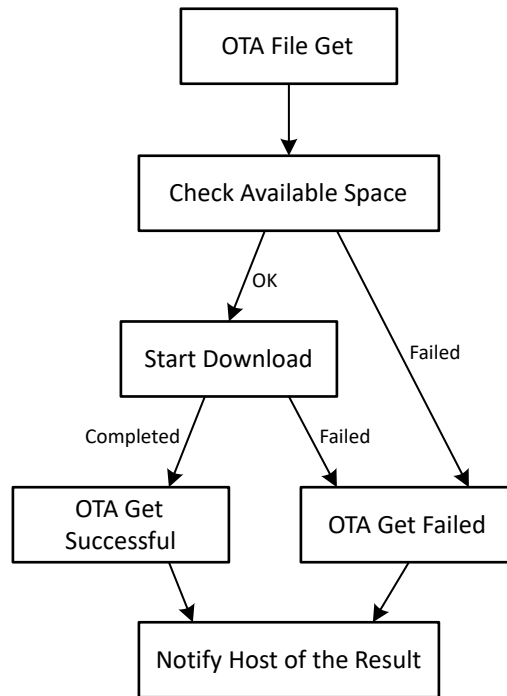 OTA File Get
Check Available Space
OK
Start Download
Failed
Completed
Failed
OTA Get
Successful
OTA Get Failed
Notify Host of the Result